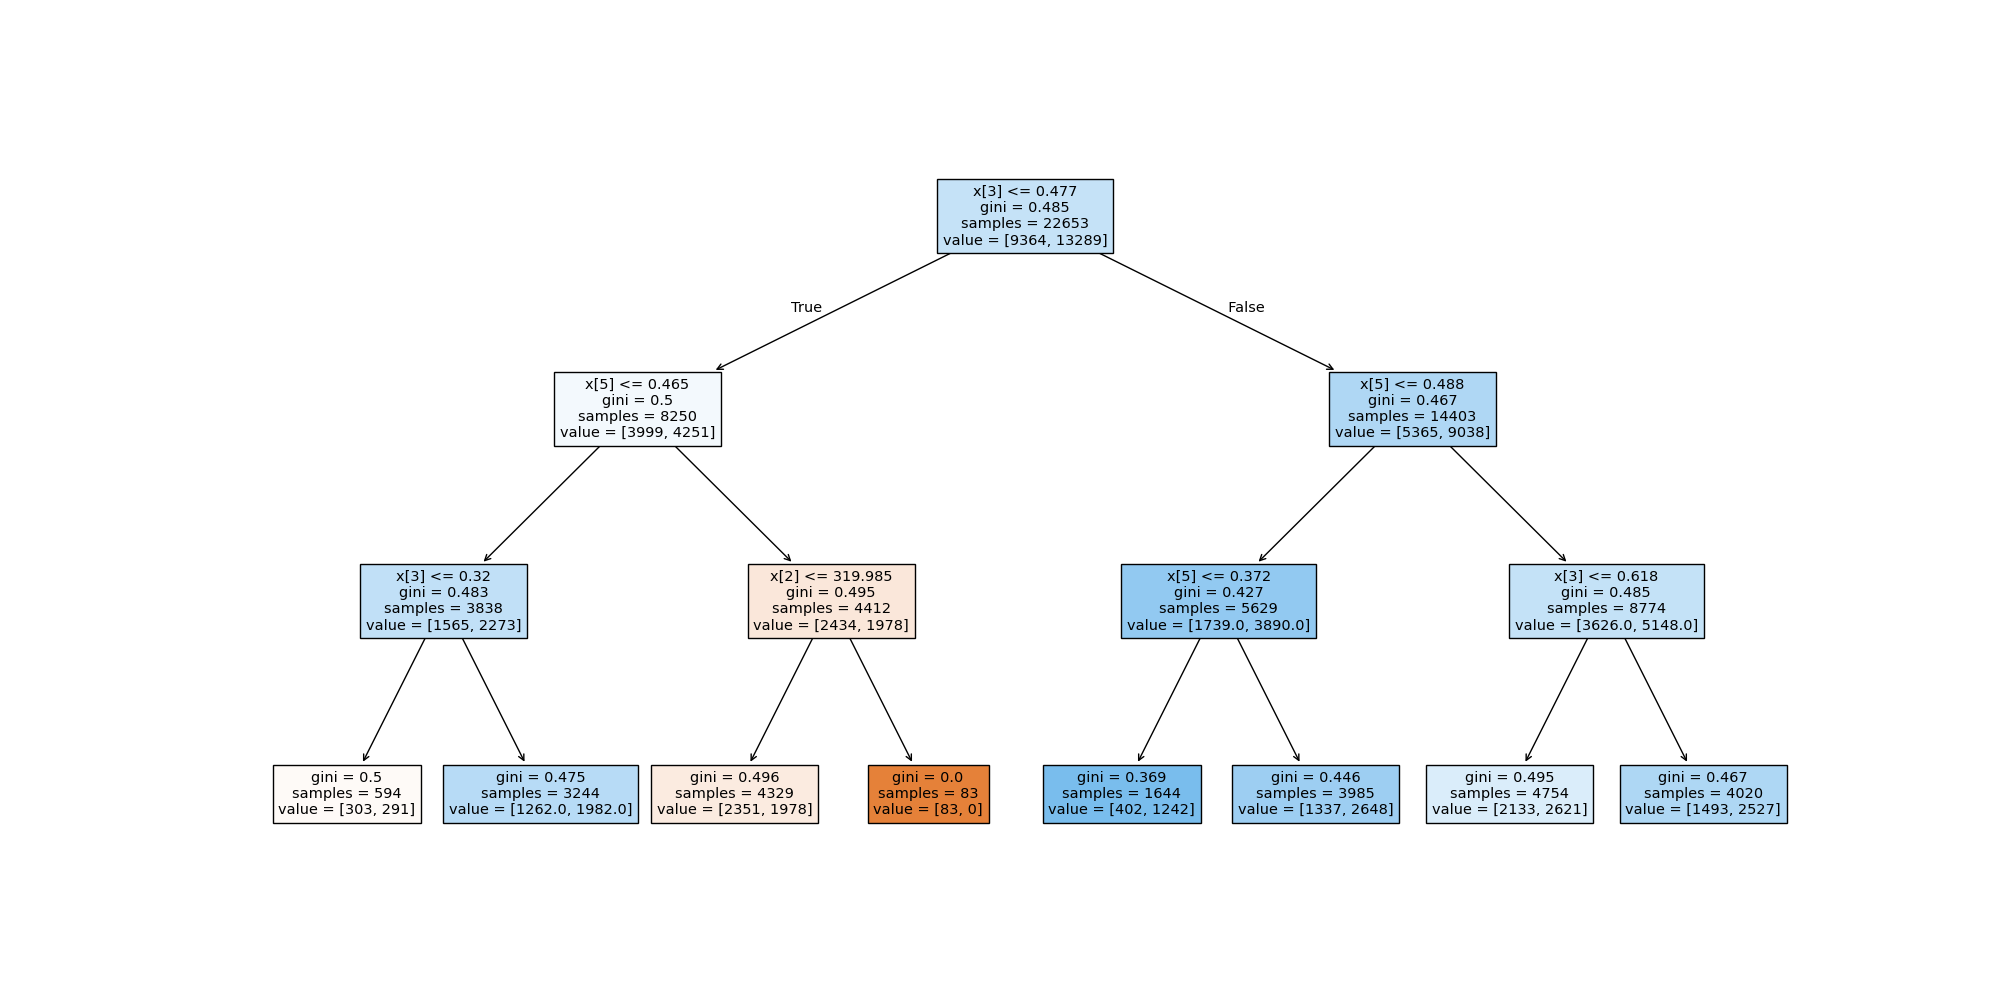 x[3] <= 0.477
gini = 0.485
samples = 22653
value = [9364, 13289]
True
False
x[5] <= 0.465
gini = 0.5
samples = 8250
value = [3999, 4251]
x[5] <= 0.488
gini = 0.467
samples = 14403
value = [5365, 9038]
x[3] <= 0.32
gini = 0.483
samples = 3838
value = [1565, 2273]
x[2] <= 319.985
gini = 0.495
samples = 4412
value = [2434, 1978]
x[5] <= 0.372
gini = 0.427
samples = 5629
value = [1739.0, 3890.0]
x[3] <= 0.618
gini = 0.485
samples = 8774
value = [3626.0, 5148.0]
gini = 0.5
samples = 594
value = [303, 291]
gini = 0.475
samples = 3244
value = [1262.0, 1982.0]
gini = 0.496
samples = 4329
value = [2351, 1978]
gini = 0.0
samples = 83
value = [83, 0]
gini = 0.369
samples = 1644
value = [402, 1242]
gini = 0.446
samples = 3985
value = [1337, 2648]
gini = 0.495
samples = 4754
value = [2133, 2621]
gini = 0.467
samples = 4020
value = [1493, 2527]